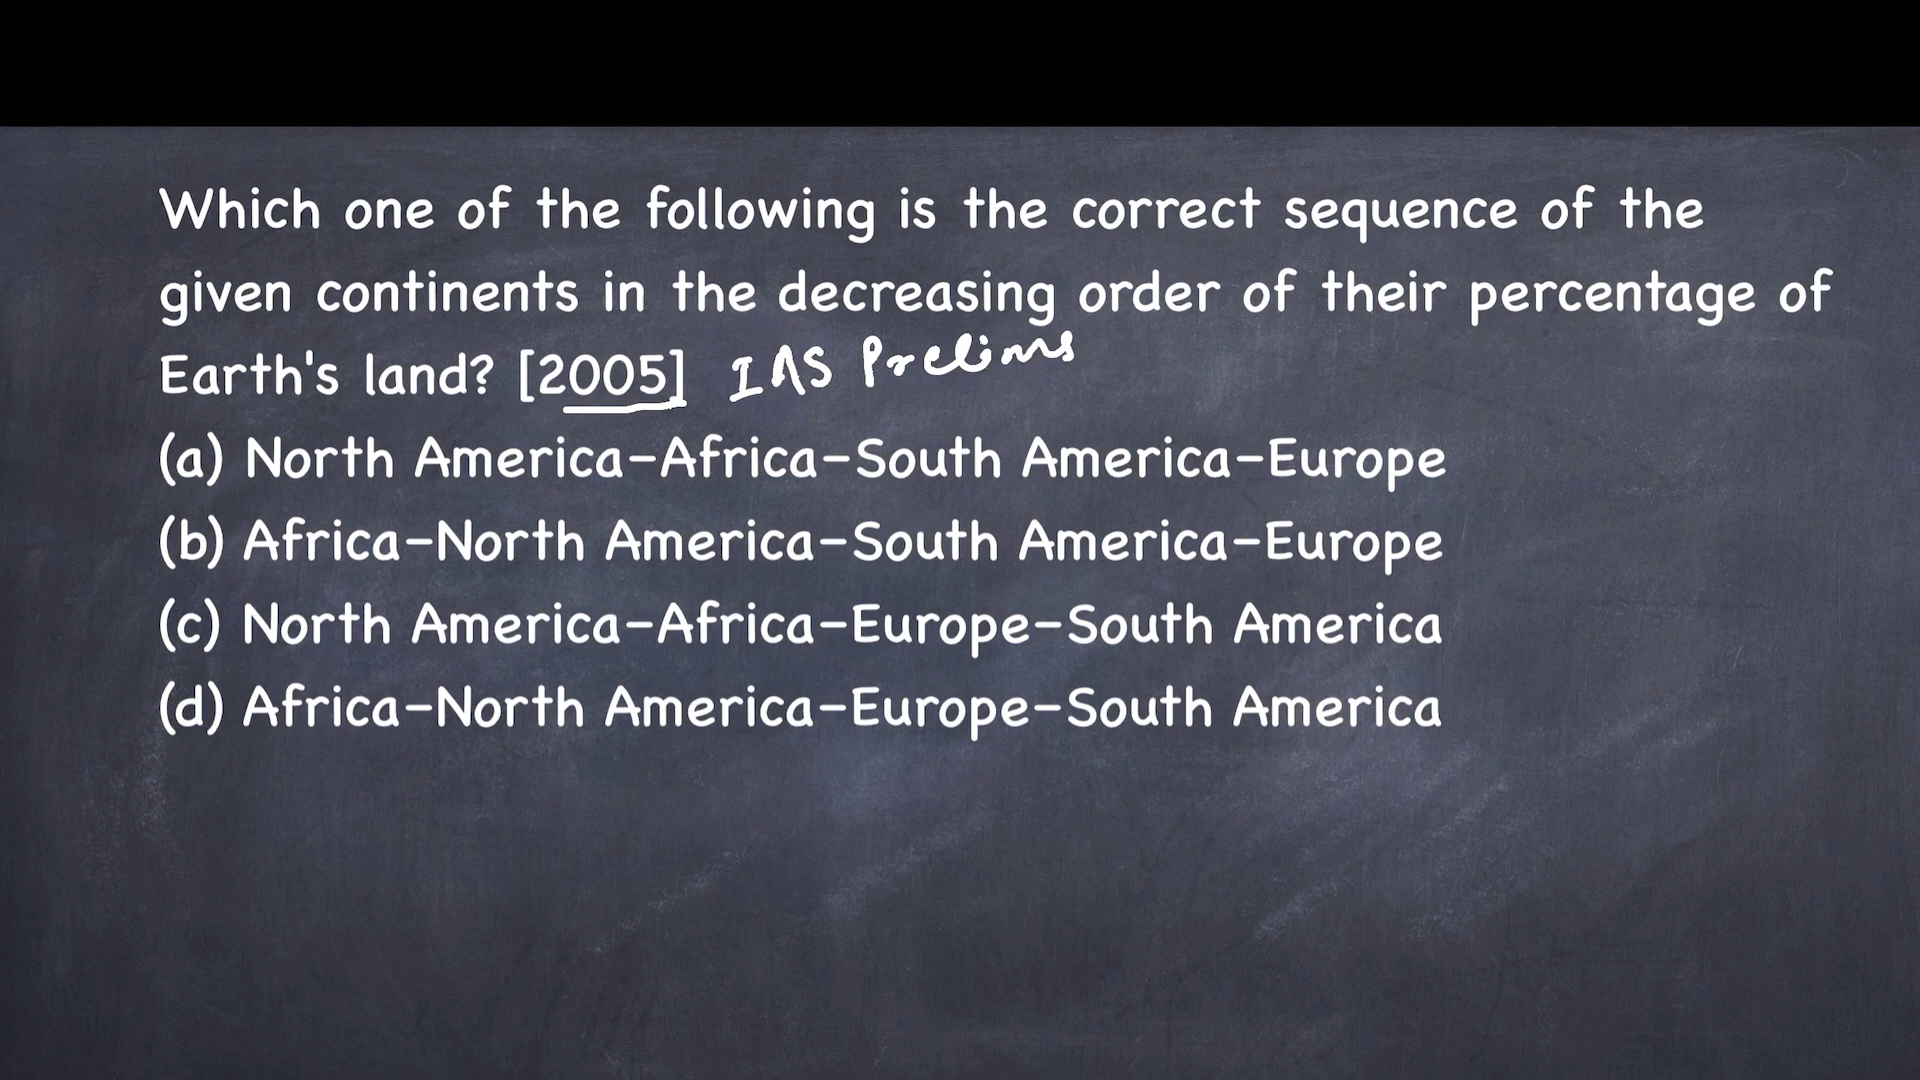 Which one of the following is the correct sequence of the
given continents in the decreasing order of their percentage of
Earth's land? [2005] IAS Prelims
(a) North America-Africa-South America-Europe
(b) Africa-North America-South America-Europe
(c) North America-Africa-Europe-South America
(d) Africa-North America-Europe-South America